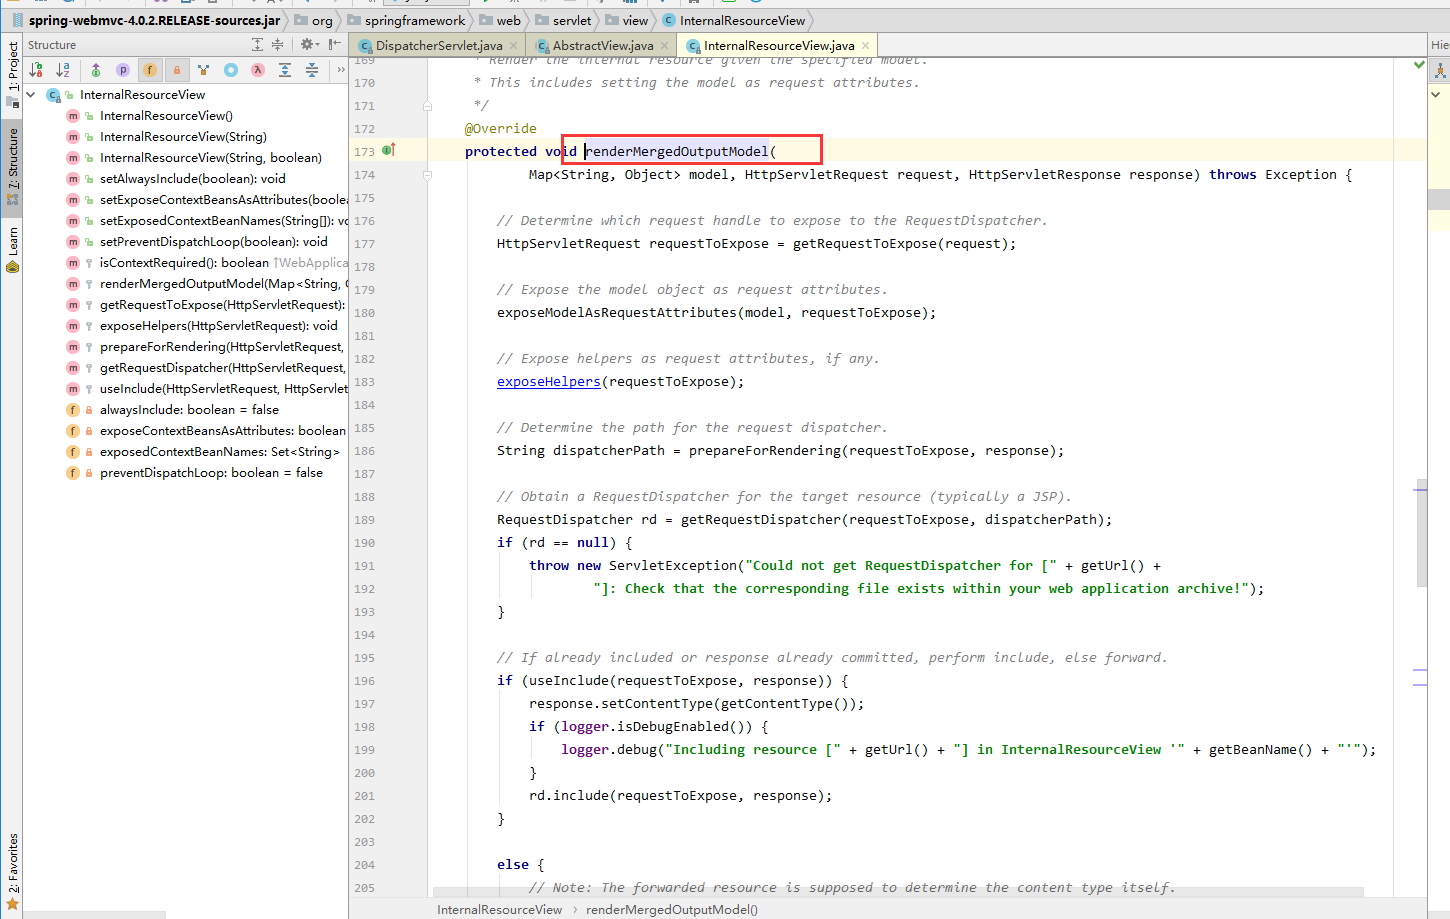 spring-webmvc-4.0.2.RELEASE-sources.jar org springframework web servlet view InternalResourceView
Structure
DispatcherServlet.java AbstractView.java InternalResourceView.java
Hie
1: Project
7: Structure
Learn
2: Favorites
InternalResourceView
InternalResourceView()
InternalResourceView(String)
InternalResourceView(String, boolean)
setAlwaysInclude(boolean): void
setExposeContextBeansAsAttributes(boolea
setExposedContextBeanNames(String[]): vo
setPreventDispatchLoop(boolean): void
isContextRequired(): boolean ↑WebApplica
renderMergedOutputModel(Map<String, O
getRequestToExpose(HttpServletRequest):
exposeHelpers(HttpServletRequest): void
prepareForRendering(HttpServletRequest,
getRequestDispatcher(HttpServletRequest,
useInclude(HttpServletRequest, HttpServlet
alwaysInclude: boolean = false
exposeContextBeansAsAttributes: boolean
exposedContextBeanNames: Set<String>
preventDispatchLoop: boolean = false
169 * Render the internal resource given the specified model.
170 * This includes setting the model as request attributes.
171 */
172 @Override
173 protected void renderMergedOutputModel(
174 Map<String, Object> model, HttpServletRequest request, HttpServletResponse response) throws Exception {
175
176 // Determine which request handle to expose to the RequestDispatcher.
177 HttpServletRequest requestToExpose = getRequestToExpose(request);
178
179 // Expose the model object as request attributes.
180 exposeModelAsRequestAttributes(model, requestToExpose);
181
182 // Expose helpers as request attributes, if any.
183 exposeHelpers(requestToExpose);
184
185 // Determine the path for the request dispatcher.
186 String dispatcherPath = prepareForRendering(requestToExpose, response);
187
188 // Obtain a RequestDispatcher for the target resource (typically a JSP).
189 RequestDispatcher rd = getRequestDispatcher(requestToExpose, dispatcherPath);
190 if (rd == null) {
191 throw new ServletException("Could not get RequestDispatcher for [" + getUrl() +
192 "]: Check that the corresponding file exists within your web application archive!");
193 }
194
195 // If already included or response already committed, perform include, else forward.
196 if (useInclude(requestToExpose, response)) {
197 response.setContentType(getContentType());
198 if (logger.isDebugEnabled()) {
199 logger.debug("Including resource [" + getUrl() + "] in InternalResourceView '" + getBeanName() + "'");
200 }
201 rd.include(requestToExpose, response);
202 }
203
204 else {
205 // Note: The forwarded resource is supposed to determine the content type itself.
InternalResourceView › renderMergedOutputModel()